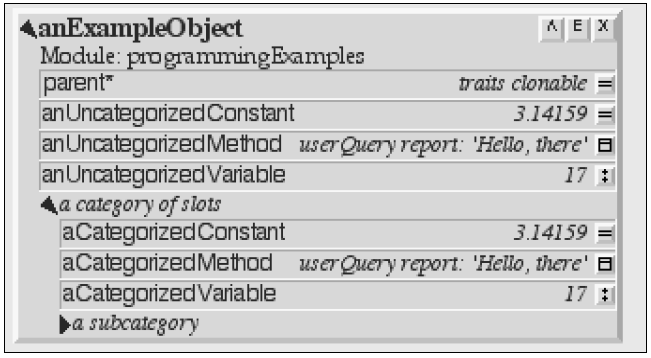 anExampleObject Λ E X
Module: programmingExamples
parent* traits clonable =
anUncategorizedConstant 3.14159 =
anUncategorizedMethod userQuery report: 'Hello, there'
anUncategorizedVariable 17 :
a category of slots
aCategorizedConstant 3.14159 =
aCategorizedMethod userQuery report: 'Hello, there'
aCategorizedVariable 17 :
a subcategory